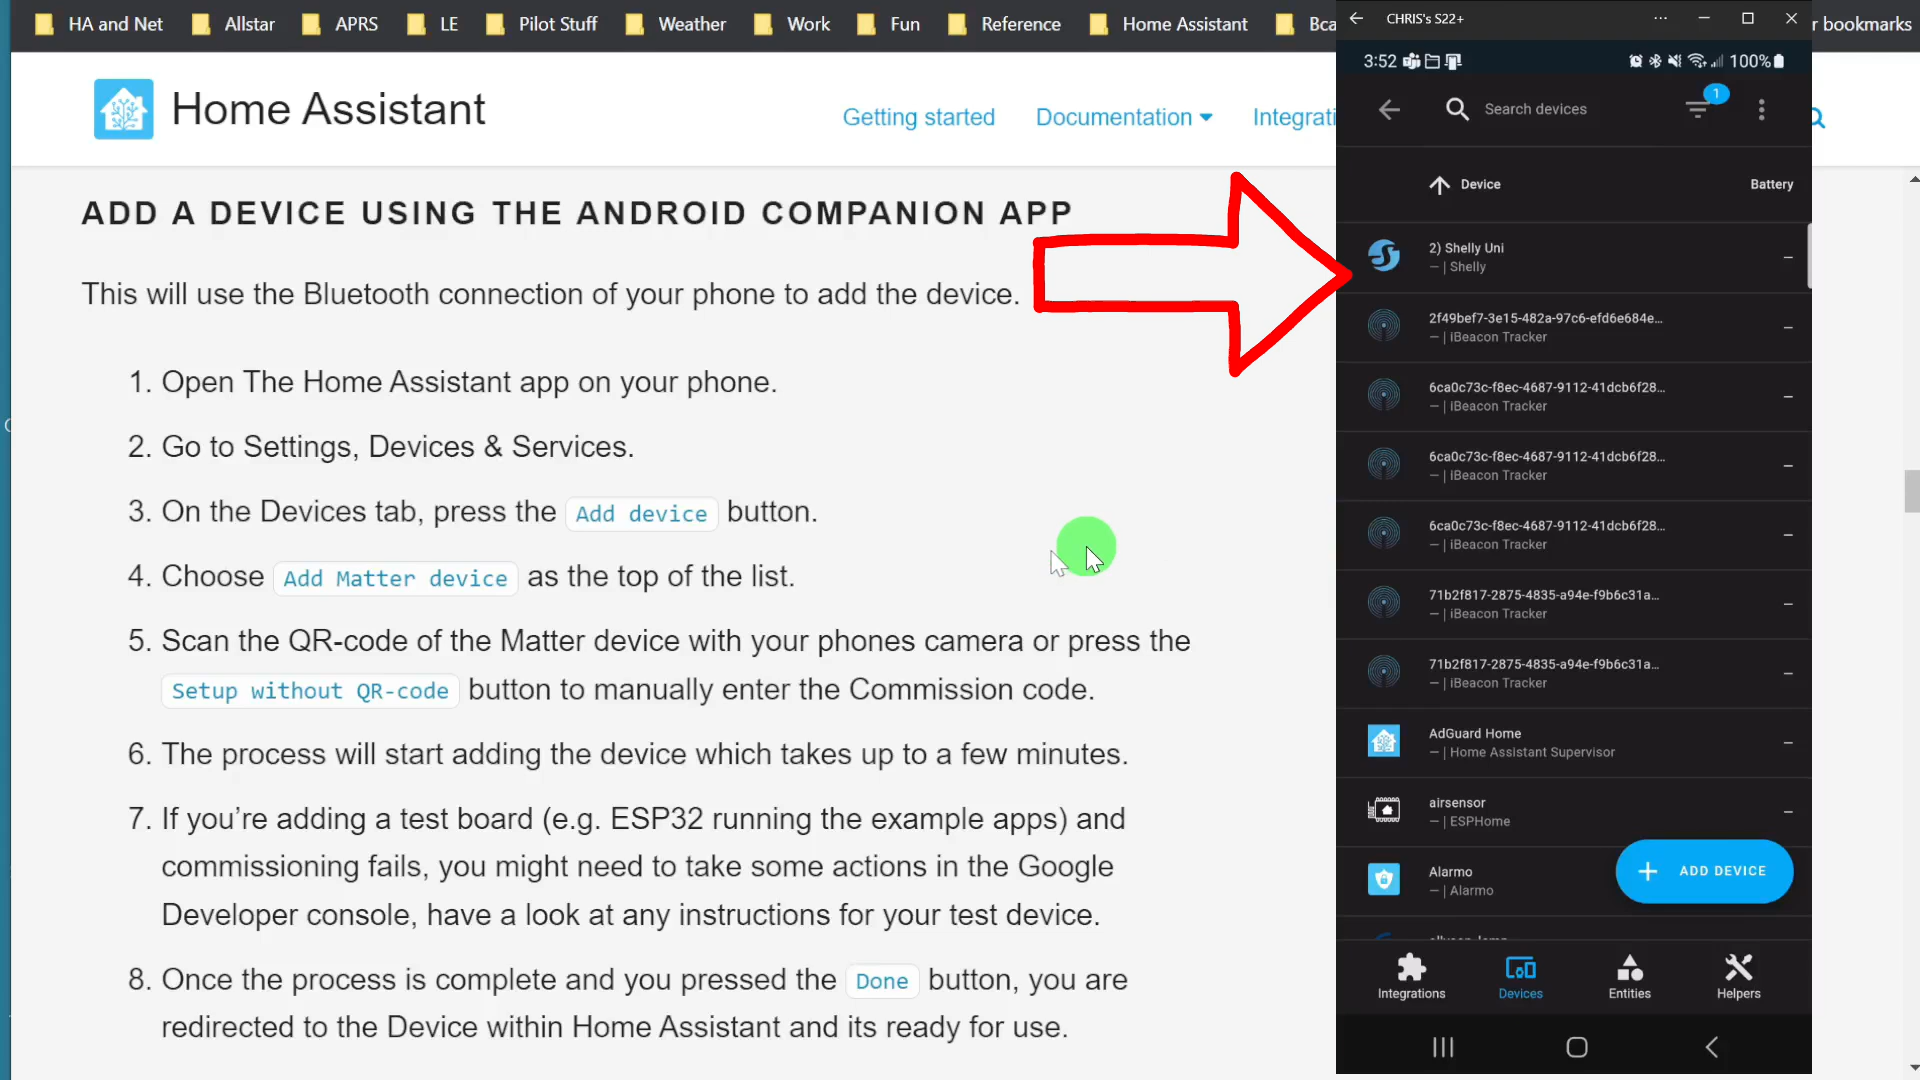 HA and Net
Allstar
APRS
LE
Pilot Stuff
Weather
Work
Fun
Reference
Home Assistant
Bca
r bookmarks
Home Assistant
Getting started
Documentation
Integrati
ADD A DEVICE USING THE ANDROID COMPANION APP
This will use the Bluetooth connection of your phone to add the device.
1. Open The Home Assistant app on your phone.
2. Go to Settings, Devices & Services.
3. On the Devices tab, press the Add device button.
4. Choose Add Matter device as the top of the list.
5. Scan the QR-code of the Matter device with your phones camera or press the
Setup without QR-code button to manually enter the Commission code.
6. The process will start adding the device which takes up to a few minutes.
7. If you’re adding a test board (e.g. ESP32 running the example apps) and
commissioning fails, you might need to take some actions in the Google
Developer console, have a look at any instructions for your test device.
8. Once the process is complete and you pressed the Done button, you are
redirected to the Device within Home Assistant and its ready for use.
CHRIS's S22+
3:52
100%
Search devices
1
Device
Battery
2) Shelly Uni
– | Shelly
–
2f49bef7-3e15-482a-97c6-efd6e684e...
– | iBeacon Tracker
–
6ca0c73c-f8ec-4687-9112-41dcb6f28...
– | iBeacon Tracker
–
6ca0c73c-f8ec-4687-9112-41dcb6f28...
– | iBeacon Tracker
–
6ca0c73c-f8ec-4687-9112-41dcb6f28...
– | iBeacon Tracker
–
71b2f817-2875-4835-a94e-f9b6c31a...
– | iBeacon Tracker
–
71b2f817-2875-4835-a94e-f9b6c31a...
– | iBeacon Tracker
–
AdGuard Home
– | Home Assistant Supervisor
–
airsensor
– | ESPHome
–
Alarmo
– | Alarmo
ADD DEVICE
Integrations
Devices
Entities
Helpers